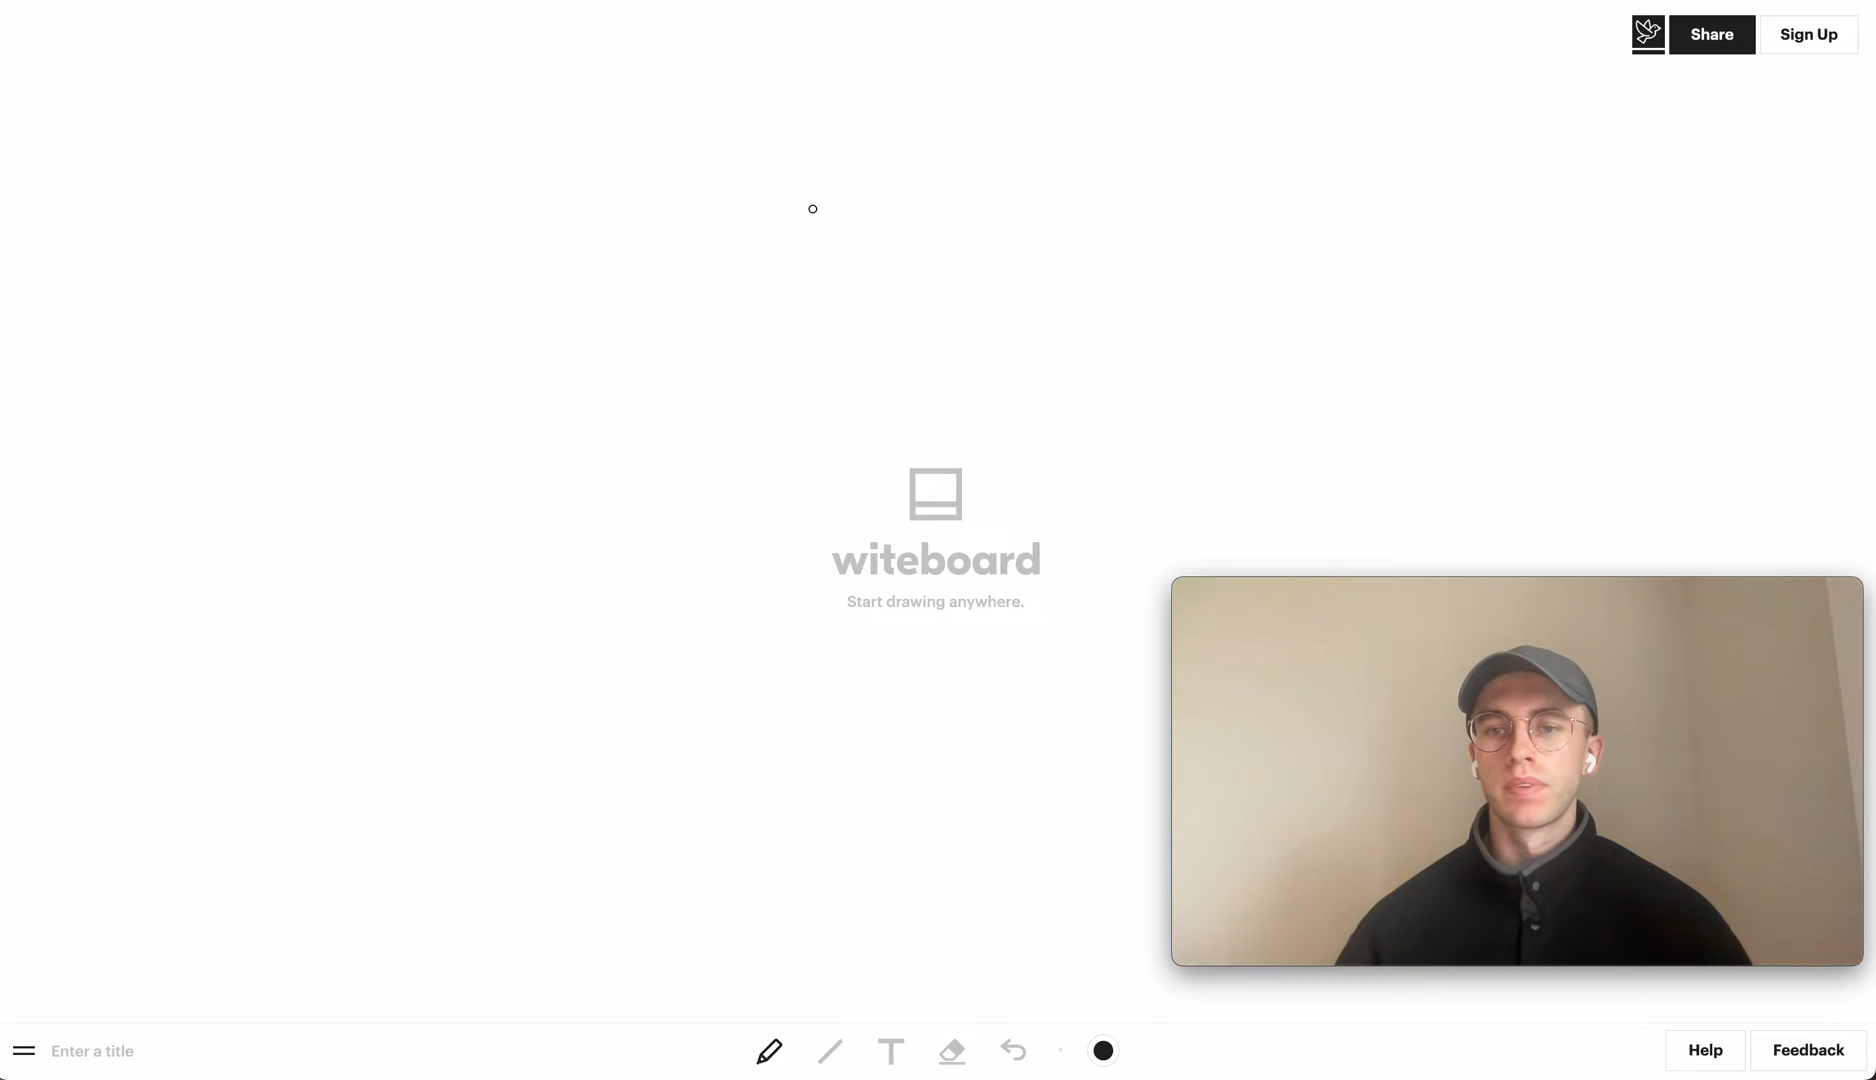 Share
Sign Up
witeboard
Start drawing anywhere.
Enter a title
T
Help
Feedback